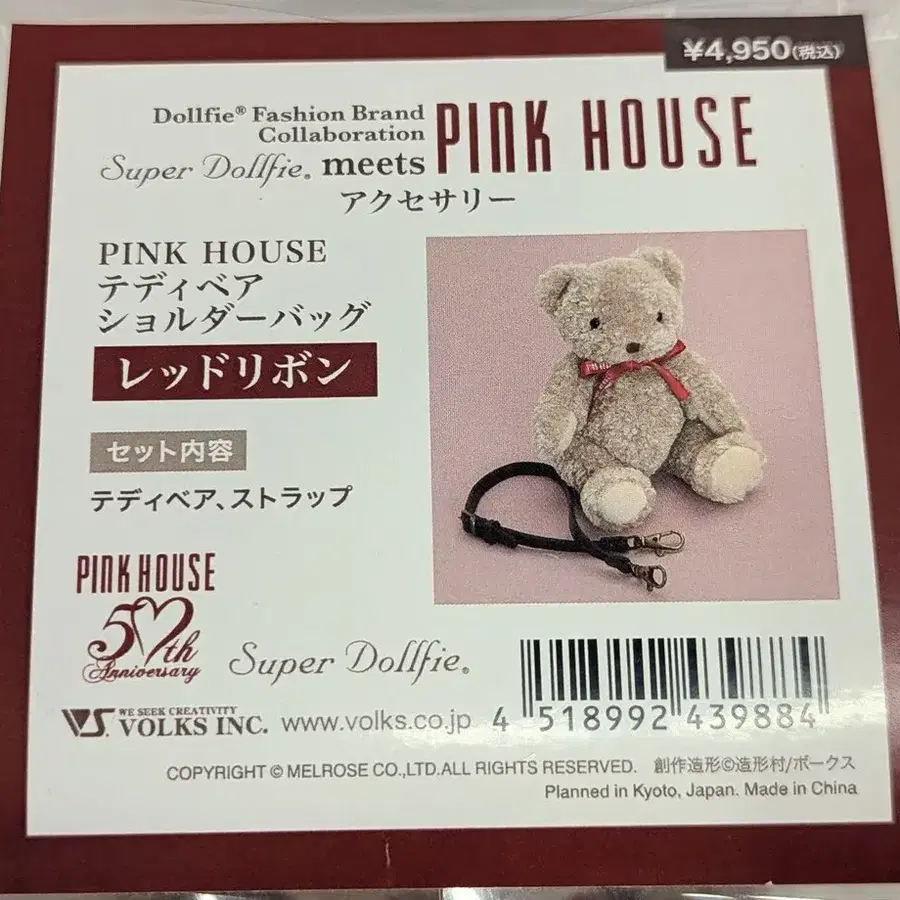 ¥4,950(税込)
Dollfie® Fashion Brand
Collaboration
Super Dollfie® meets PINK HOUSE
アクセサリー
PINK HOUSE
テディベア
ショルダーバッグ
レッドリボン
セット内容
テディベア、ストラップ
PINK HOUSE
50th
Anniversary
Super Dollfie®
WE SEEK CREATIVITY
VS. VOLKS INC. www.volks.co.jp
4 518992 439884
COPYRIGHT © MELROSE CO.,LTD.ALL RIGHTS RESERVED. 創作造形©造形村/ボークス
Planned in Kyoto, Japan. Made in China